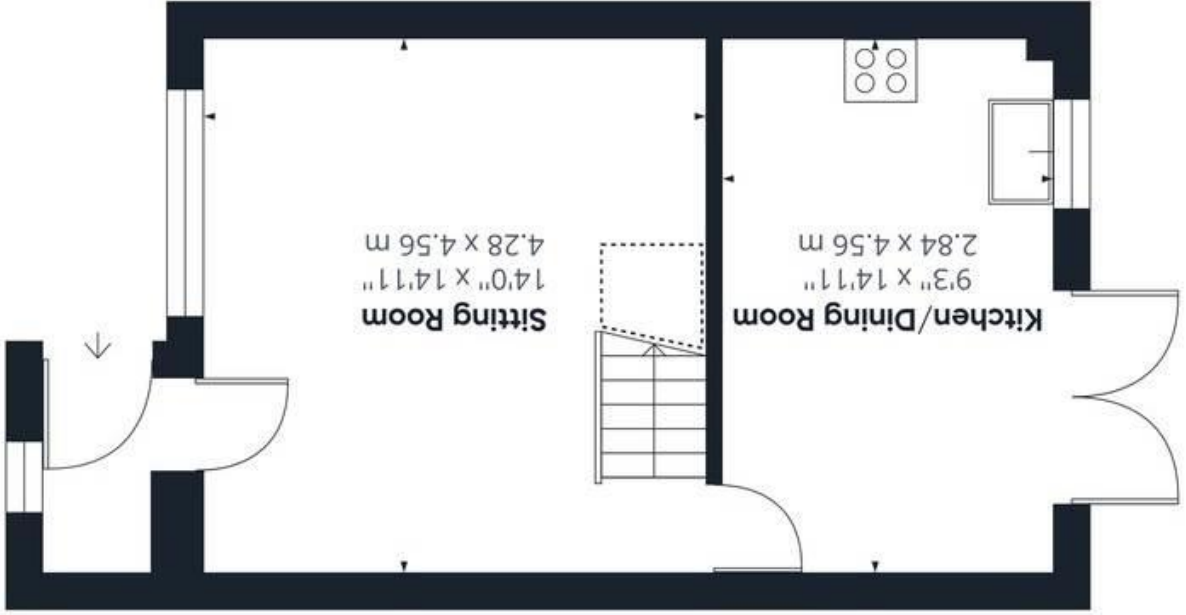 Kitchen/Dining Room
9'3" x 14'11"
2.84 x 4.56 m
Sitting Room
14'0" x 14'11"
4.28 x 4.56 m